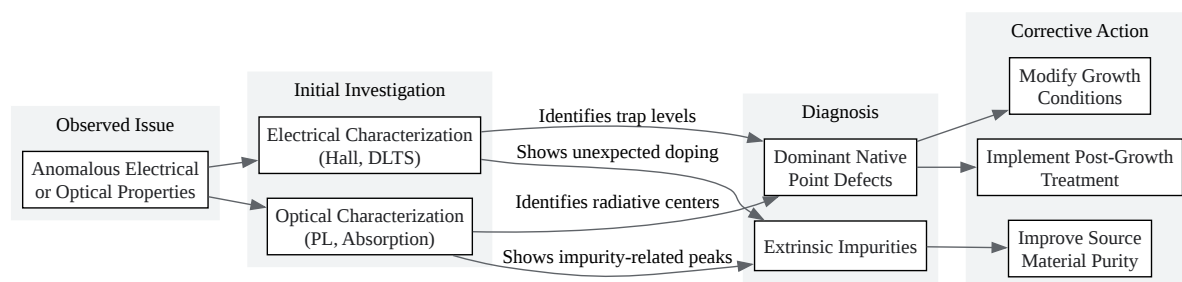 Observed Issue
Anomalous Electrical
or Optical Properties
Initial Investigation
Electrical Characterization
(Hall, DLTS)
Optical Characterization
(PL, Absorption)
Identifies trap levels
Shows unexpected doping
Identifies radiative centers
Shows impurity-related peaks
Diagnosis
Dominant Native
Point Defects
Extrinsic Impurities
Corrective Action
Modify Growth
Conditions
Implement Post-Growth
Treatment
Improve Source
Material Purity